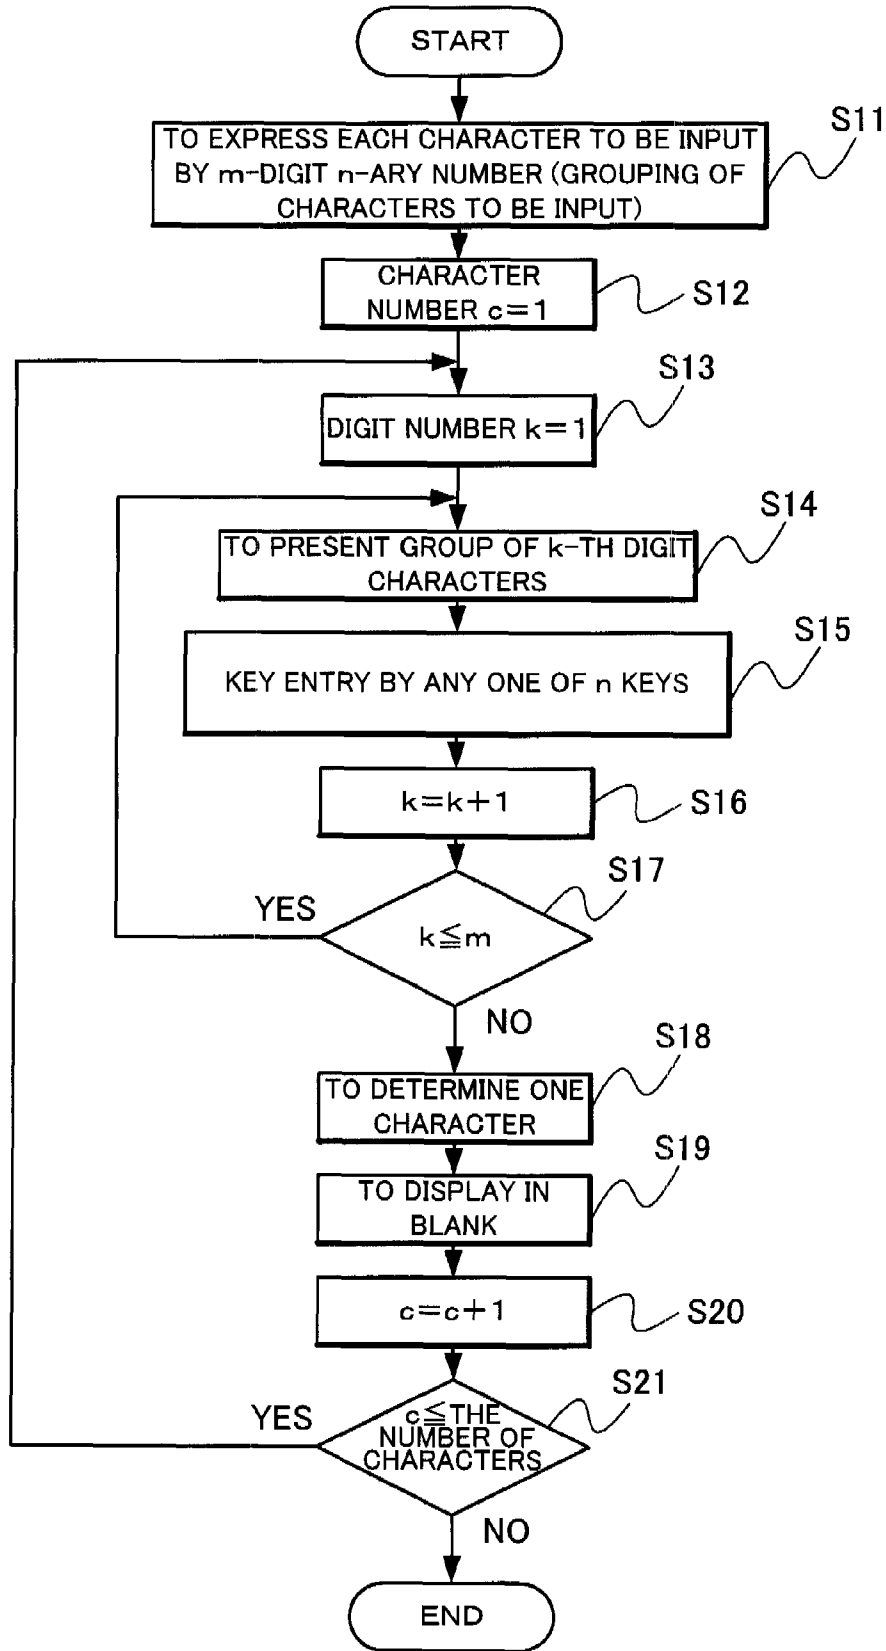 START
S11
TO EXPRESS EACH CHARACTER TO BE INPUT
BY m-DIGIT n-ARY NUMBER (GROUPING OF
CHARACTERS TO BE INPUT)
CHARACTER
NUMBER c=1
S12
S13
DIGIT NUMBER k=1
S14
TO PRESENT GROUP OF k-TH DIGIT
CHARACTERS
S15
KEY ENTRY BY ANY ONE OF n KEYS
k=k+1
S16
S17
YES
k≦m
NO
S18
TO DETERMINE ONE
CHARACTER
S19
TO DISPLAY IN
BLANK
c=c+1
S20
S21
YES
c≦THE
NUMBER OF
CHARACTERS
NO
END